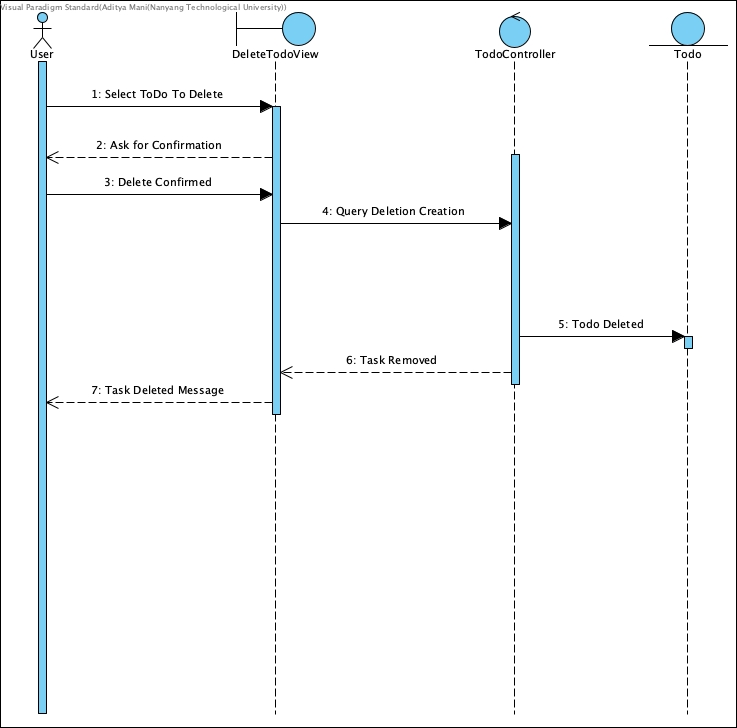 Visual Paradigm Standard(Aditya Mani(Nanyang Technological University))
User
DeleteTodoView
TodoController
Todo
1: Select ToDo To Delete
2: Ask for Confirmation
3: Delete Confirmed
4: Query Deletion Creation
5: Todo Deleted
6: Task Removed
7: Task Deleted Message